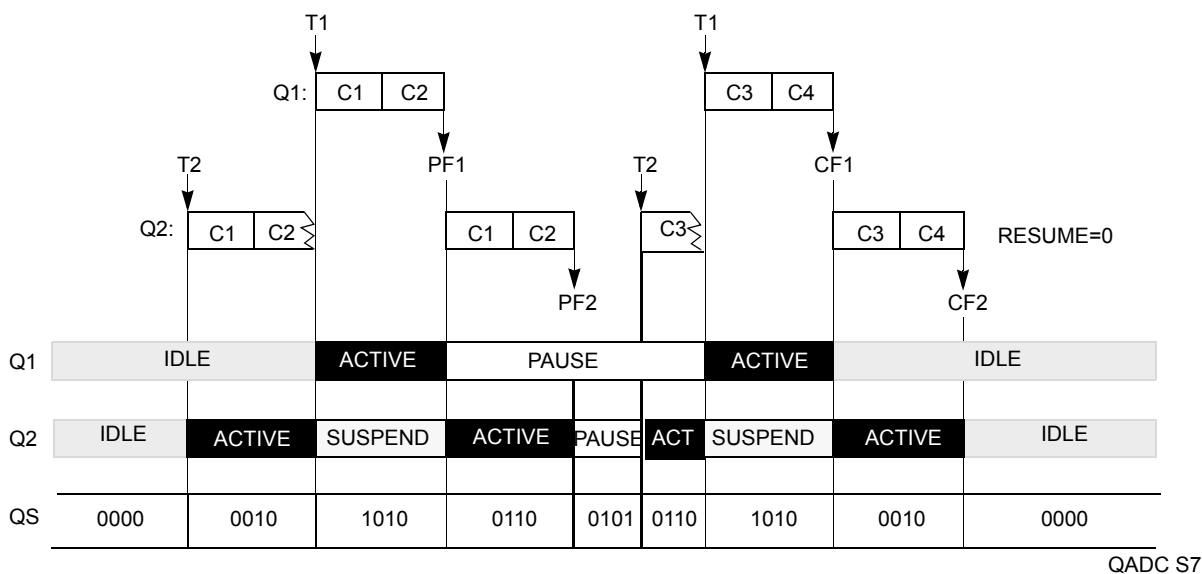 T1 T1
Q1: C1 C2 C3 C4
T2 PF1 T2 CF1
Q2: C1 C2 C1 C2 C3 C3 C4 RESUME=0
PF2 CF2
Q1 IDLE ACTIVE PAUSE ACTIVE IDLE
Q2 IDLE ACTIVE SUSPEND ACTIVE PAUSE ACT SUSPEND ACTIVE IDLE
QS 0000 0010 1010 0110 0101 0110 1010 0010 0000
QADC S7